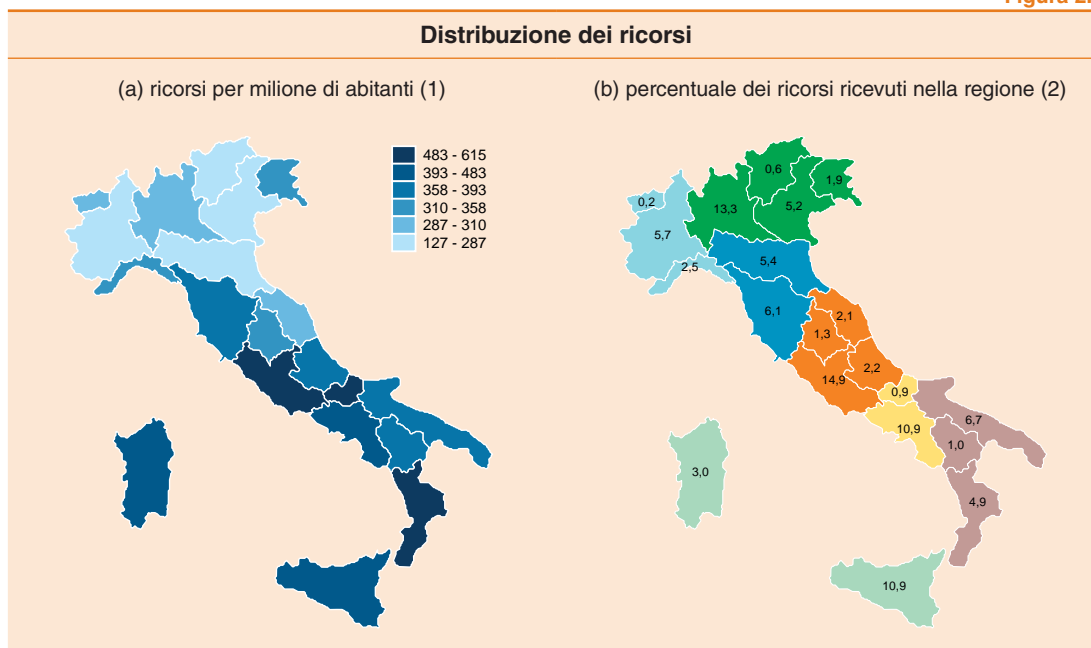 Figura 2.
Distribuzione dei ricorsi
(a) ricorsi per milione di abitanti (1)
483 - 615
393 - 483
358 - 393
310 - 358
287 - 310
127 - 287
(b) percentuale dei ricorsi ricevuti nella regione (2)
0,6
1,9
0,2
13,3
5,2
5,7
2,5
5,4
6,1
2,1
1,3
2,2
14,9
0,9
10,9
6,7
1,0
3,0
4,9
10,9